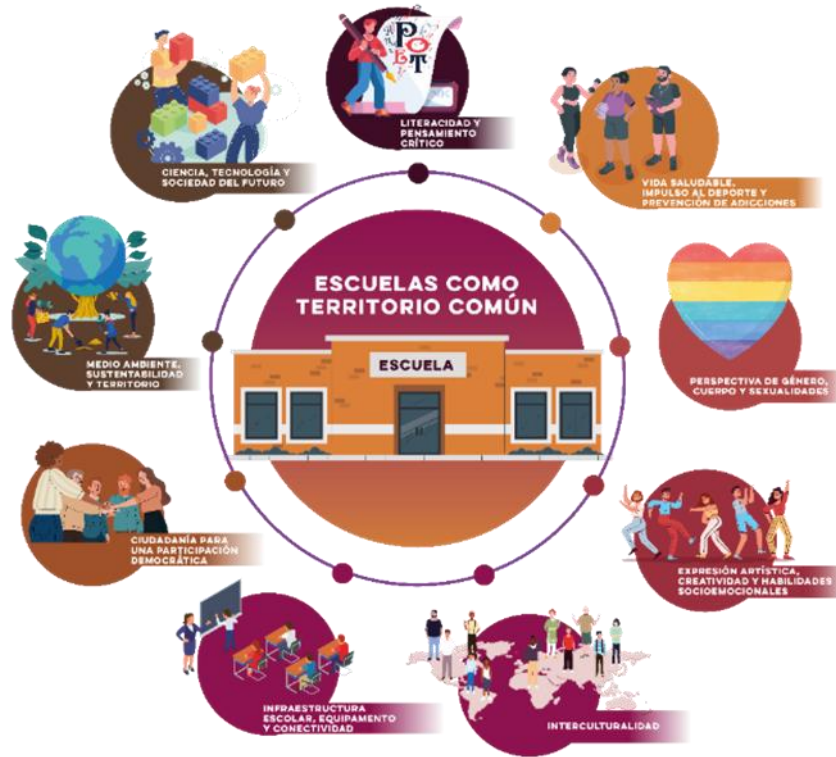 POET
LITERACIDAD Y
PENSAMIENTO
CRÍTICO
VIDA SALUDABLE,
IMPULSO AL DEPORTE Y
PREVENCIÓN DE ADICCIONES
PERSPECTIVA DE GÉNERO,
CUERPO Y SEXUALIDADES
EXPRESIÓN ARTÍSTICA,
CREATIVIDAD Y HABILIDADES
SOCIOEMOCIONALES
INTERCULTURALIDAD
INFRAESTRUCTURA
ESCOLAR, EQUIPAMENTO
Y CONECTIVIDAD
CIUDADANÍA PARA
UNA PARTICIPACIÓN
DEMOCRÁTICA
MEDIO AMBIENTE,
SUSTENTABILIDAD
Y TERRITORIO
CIENCIA, TECNOLOGÍA Y
SOCIEDAD DEL FUTURO
ESCUELAS COMO
TERRITORIO COMÚN
ESCUELA